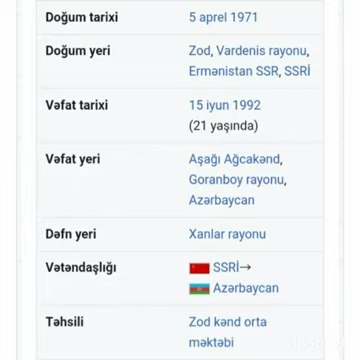 Doğum tarixi 5 aprel 1971
Doğum yeri Zod, Vardenis rayonu,
Ermənistan SSR, SSRİ
Vəfat tarixi 15 iyun 1992
(21 yaşında)
Vəfat yeri Aşağı Ağcakənd,
Goranboy rayonu,
Azərbaycan
Dəfn yeri Xanlar rayonu
Vətəndaşlığı SSRİ→
Azərbaycan
Təhsili Zod kənd orta
məktəbi